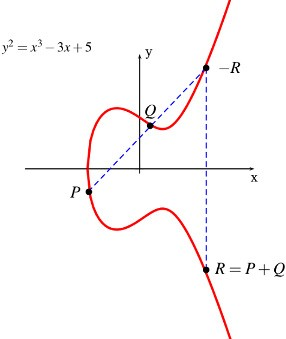 y² = x³ − 3x + 5
y
−R
Q
x
P
R = P + Q